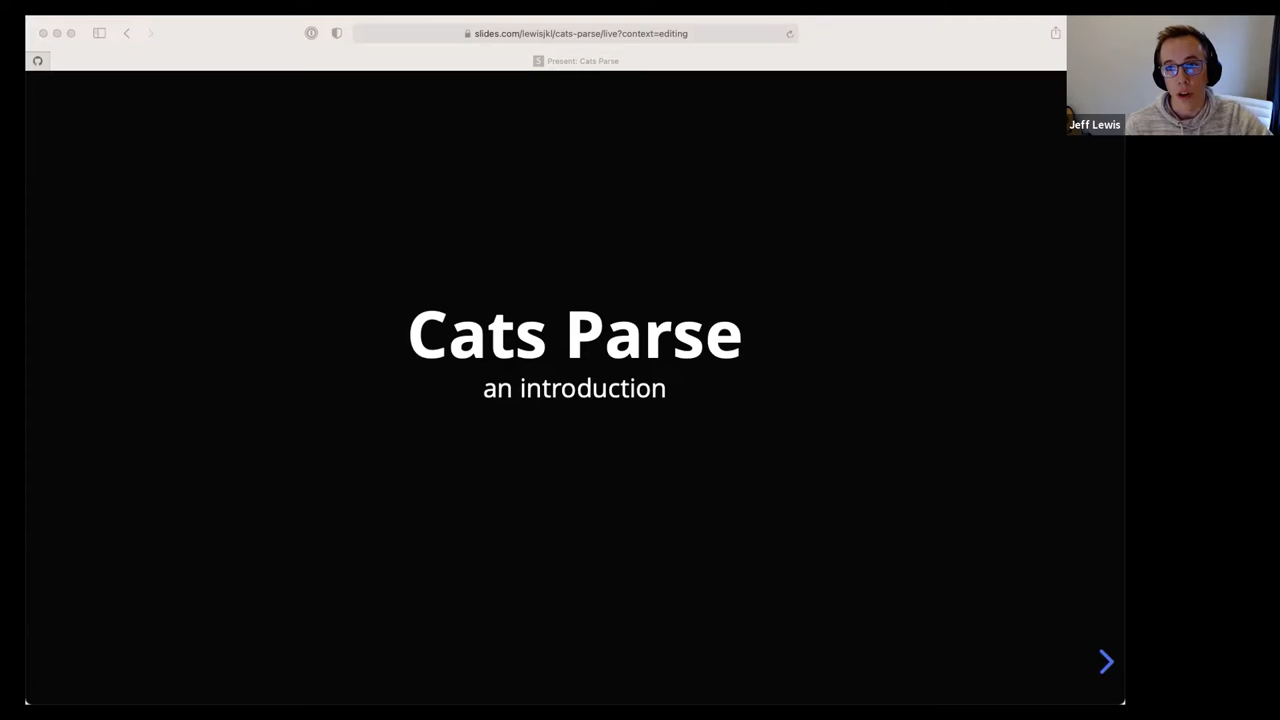 slides.com/lewisjkl/cats-parse/live?context=editing
Present: Cats Parse
Jeff Lewis
Cats Parse
an introduction